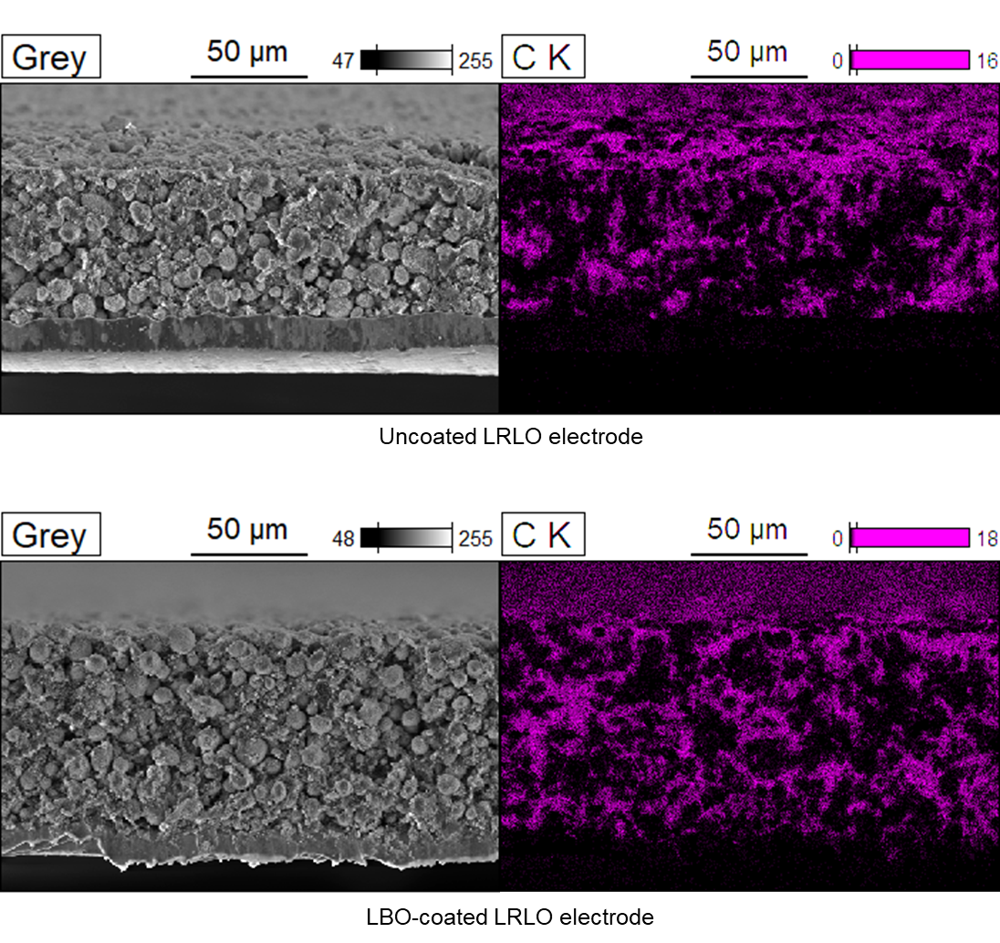 Grey 50 µm 47 255 C K 50 µm 0 16
Uncoated LRLO electrode
Grey 50 µm 48 255 C K 50 µm 0 18
LBO-coated LRLO electrode